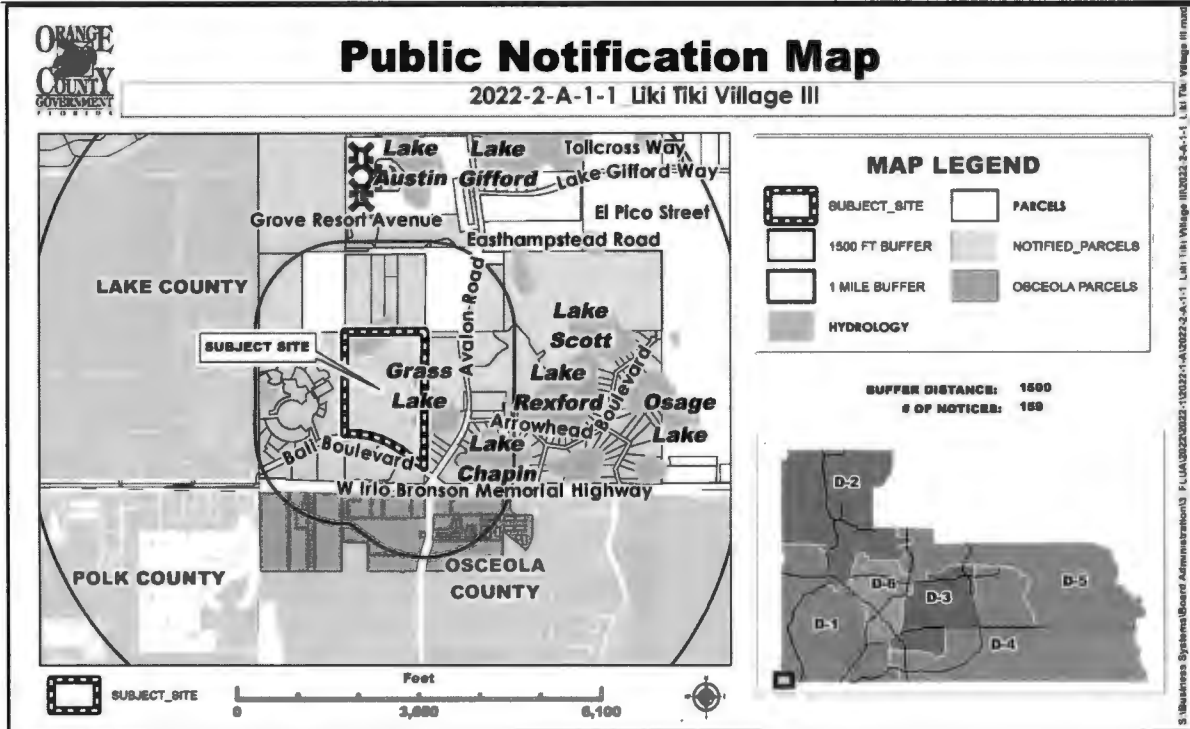 ORANGE
COUNTY
GOVERNMENT
FLORIDA
Public Notification Map
2022-2-A-1-1 Liki Tiki Village III
Lake Austin
Lake Gifford
Tollcross Way
Lake Gifford Way
El Pico Street
Grove Resort Avenue
Easthampstead Road
LAKE COUNTY
Avalon Road
SUBJECT SITE
Grass Lake
Lake Scott
Lake Rexford
Arrowhead Boulevard
Osage Lake
Bali Boulevard
Lake Chapin
W Irlo Bronson Memorial Highway
POLK COUNTY
OSCEOLA COUNTY
SUBJECT_SITE
Feet
0
6,100
MAP LEGEND
SUBJECT_SITE
PARCELS
1500 FT BUFFER
NOTIFIED_PARCELS
1 MILE BUFFER
OSCEOLA PARCELS
HYDROLOGY
BUFFER DISTANCE: 1500
# OF NOTICES: 159
D-2
D-6
D-3
D-5
D-1
D-4